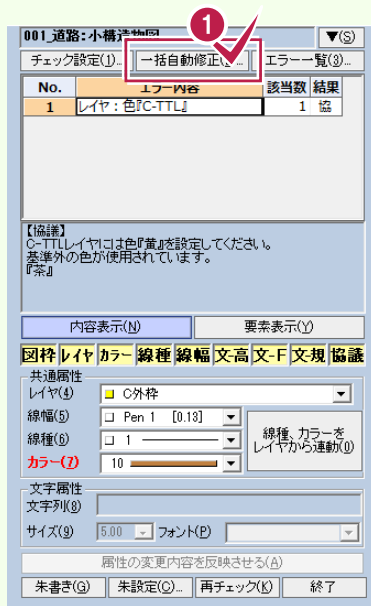 001_道路:小構造物図
▼(S)
1
チェック設定(J)... 一括自動修正 エラー一覧(3)...
No. エラー内容 該当数 結果
1 レイヤ:色『C-TTL』 1 協
【協議】
C-TTLレイヤには色『黄』を設定してください。
基準外の色が使用されています。
『茶』
内容表示(N) 要素表示(Y)
図枠 レイヤ カラー 線種 線幅 文-高 文-F 文-規 協議
共通属性
レイヤ(4) C外枠
線幅(5) Pen 1 [0.13]
線種(6) 1
カラー(7) 10
線種、カラーを
レイヤから連動(0)
文字属性
文字列(8)
サイズ(9) 5.00 フォント(P)
属性の変更内容を反映させる(A)
朱書き(G) 朱設定(C)... 再チェック(K) 終了